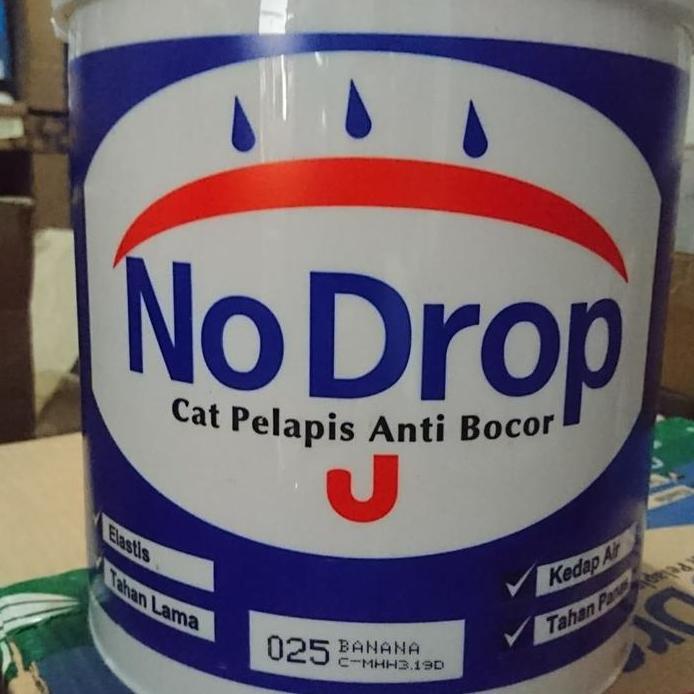 No Drop
Cat Pelapis Anti Bocor
Elastis
Tahan Lama
Kedap Air
Tahan Panas
025 BANANA
C-MHH3.19D